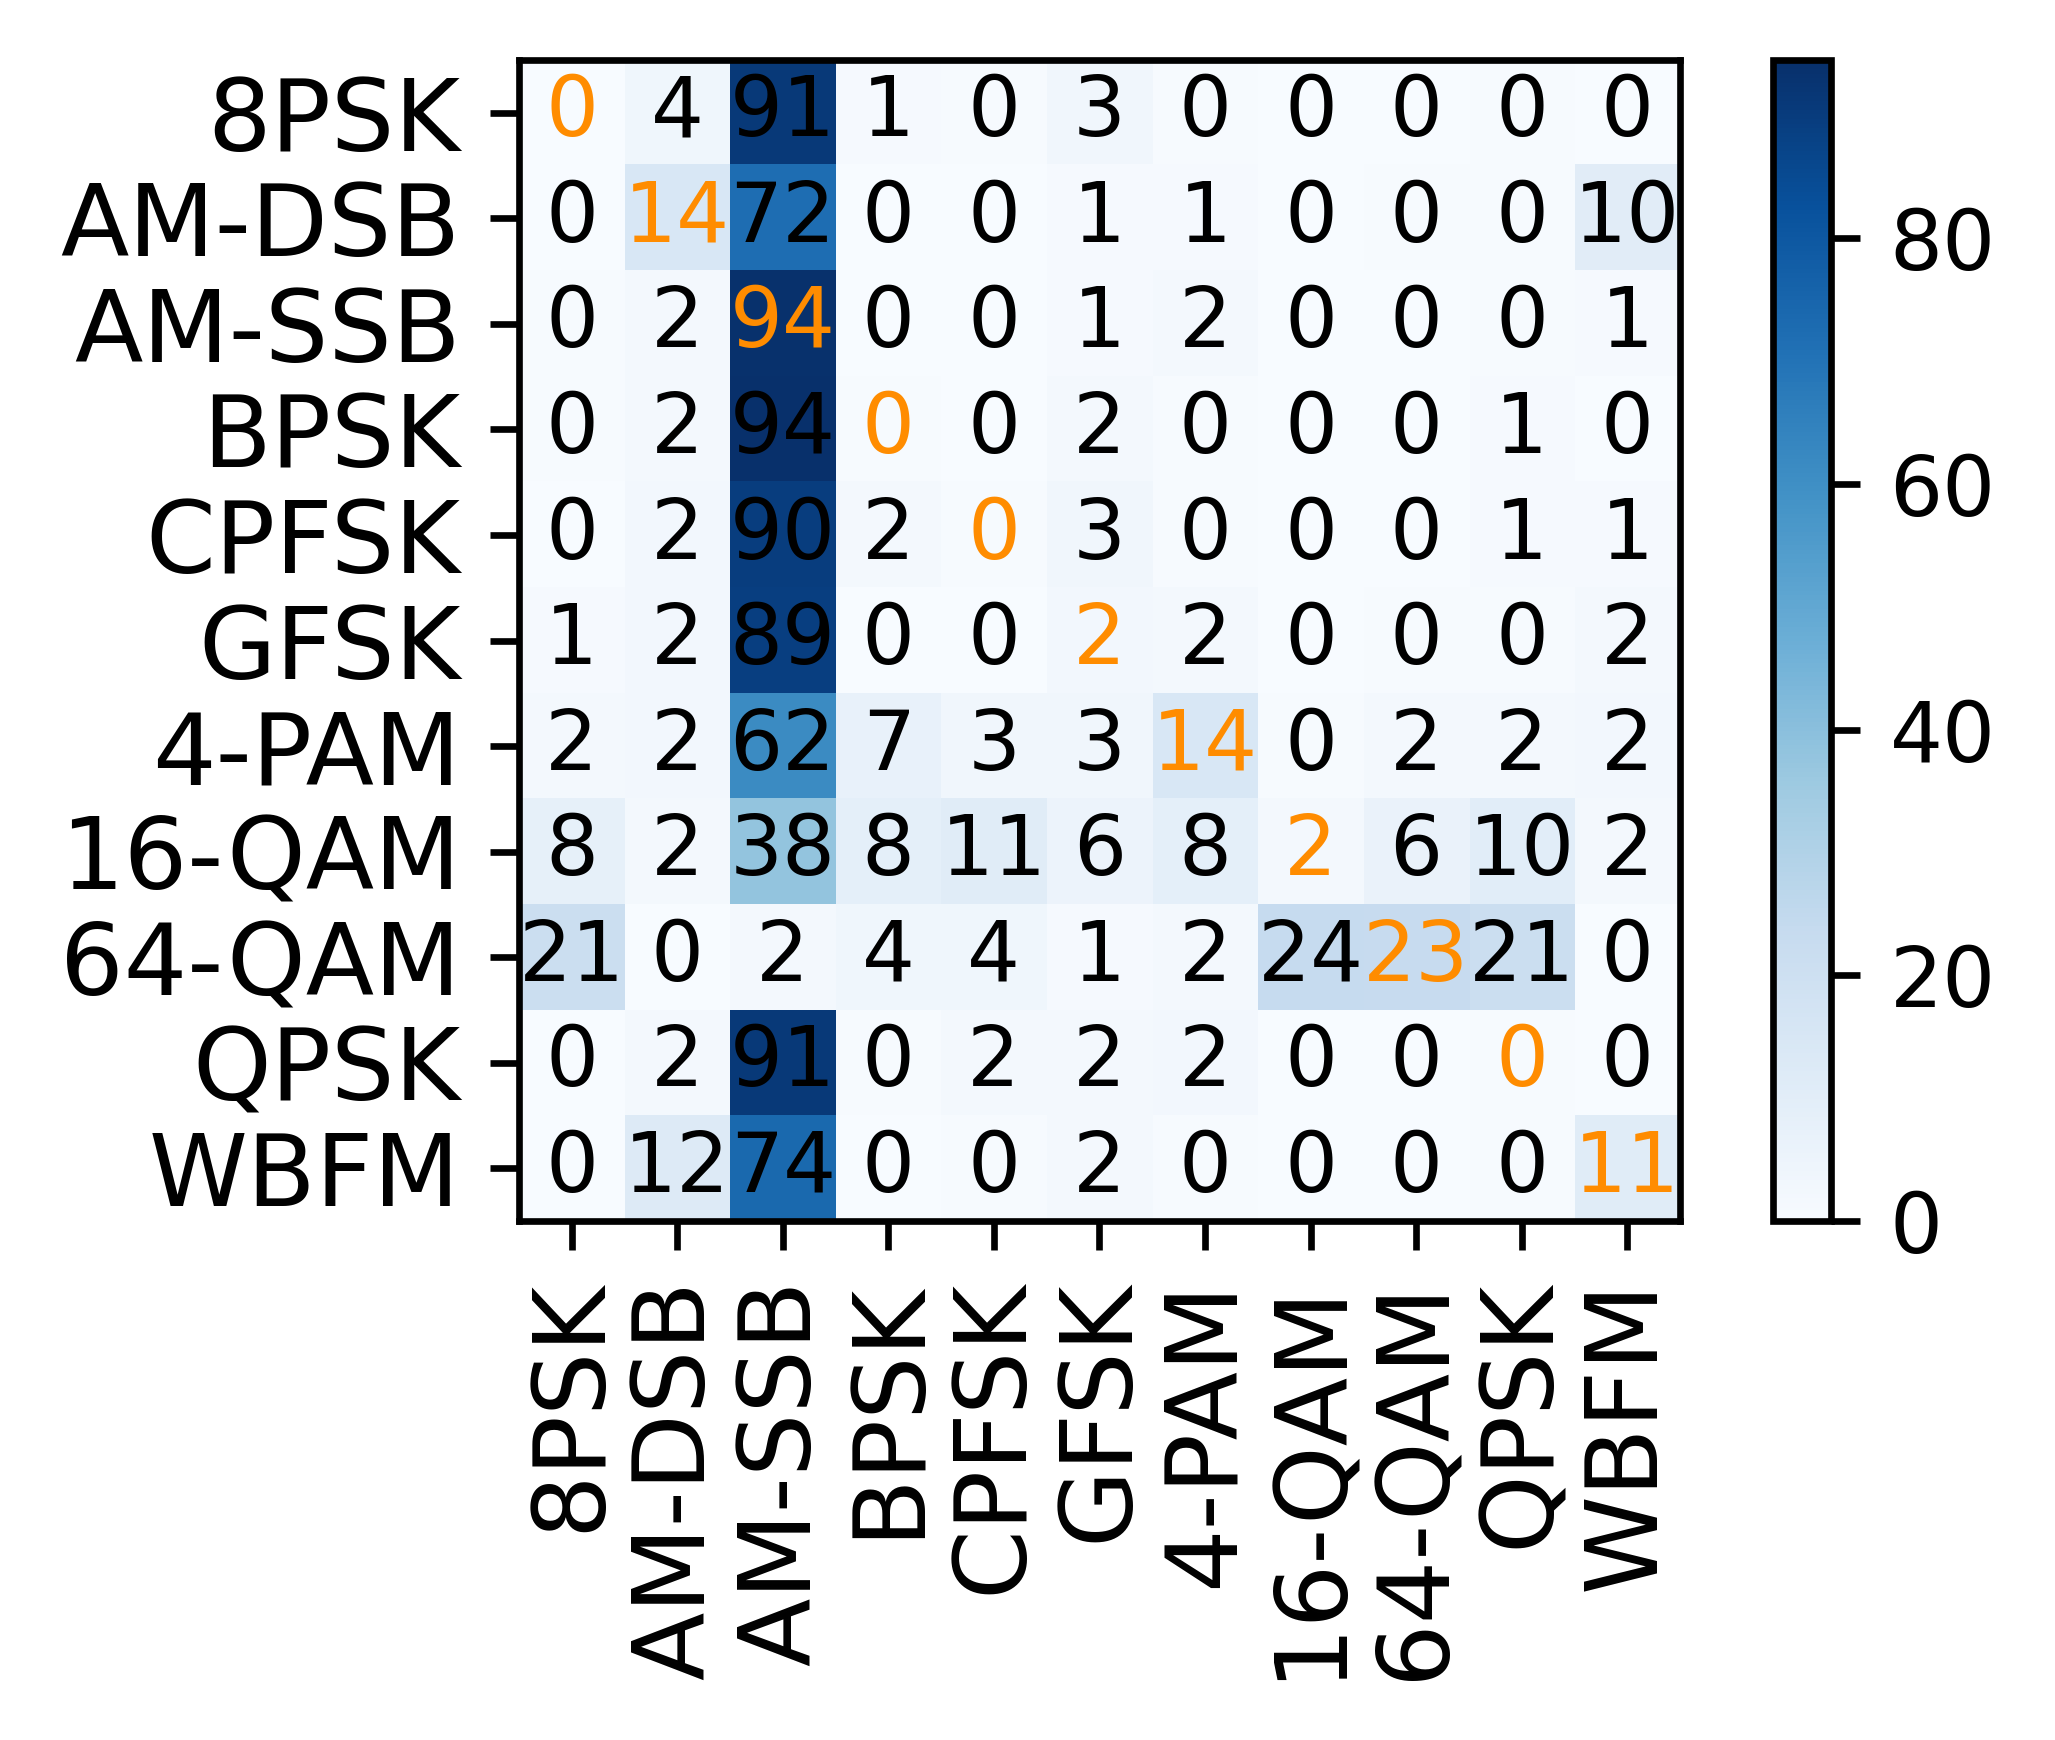 8PSK 0 4 91 1 0 3 0 0 0 0 0
AM-DSB 0 14 72 0 0 1 1 0 0 0 10
AM-SSB 0 2 94 0 0 1 2 0 0 0 1
BPSK 0 2 94 0 0 2 0 0 0 1 0
CPFSK 0 2 90 2 0 3 0 0 0 1 1
GFSK 1 2 89 0 0 2 2 0 0 0 2
4-PAM 2 2 62 7 3 3 14 0 2 2 2
16-QAM 8 2 38 8 11 6 8 2 6 10 2
64-QAM 21 0 2 4 4 1 2 24 23 21 0
QPSK 0 2 91 0 2 2 2 0 0 0 0
WBFM 0 12 74 0 0 2 0 0 0 0 11
8PSK
AM-DSB
AM-SSB
BPSK
CPFSK
GFSK
4-PAM
16-QAM
64-QAM
QPSK
WBFM
80
60
40
20
0